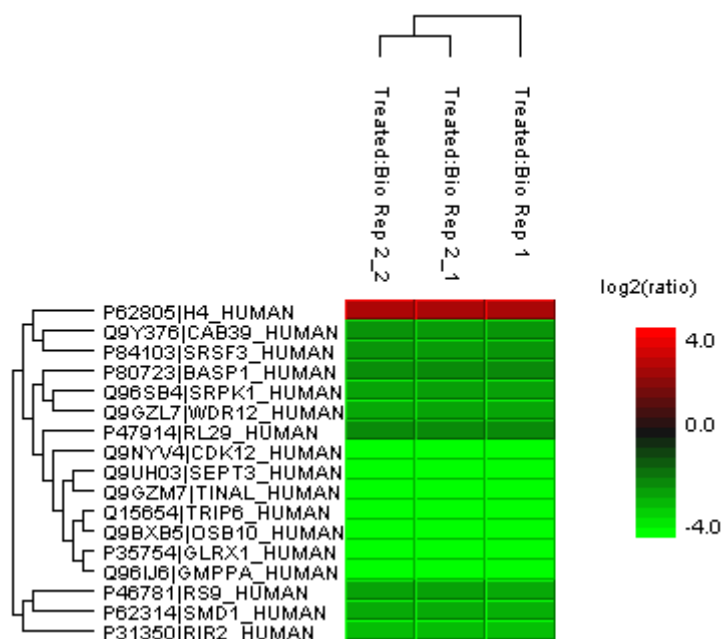 Treated:Bio Rep 2_2
Treated:Bio Rep 2_1
Treated:Bio Rep 1
log2(ratio)
4.0
0.0
-4.0
P62805|H4_HUMAN
Q9Y376|CAB39_HUMAN
P84103|SRSF3_HUMAN
P80723|BASP1_HUMAN
Q96SB4|SRPK1_HUMAN
Q9GZL7|WDR12_HUMAN
P47914|RL29_HUMAN
Q9NYV4|CDK12_HUMAN
Q9UH03|SEPT3_HUMAN
Q9GZM7|TINAL_HUMAN
Q15654|TRIP6_HUMAN
Q9BXB5|OSB10_HUMAN
P35754|GLRX1_HUMAN
Q96IJ6|GMPPA_HUMAN
P46781|RS9_HUMAN
P62314|SMD1_HUMAN
P31350|RIR2_HUMAN